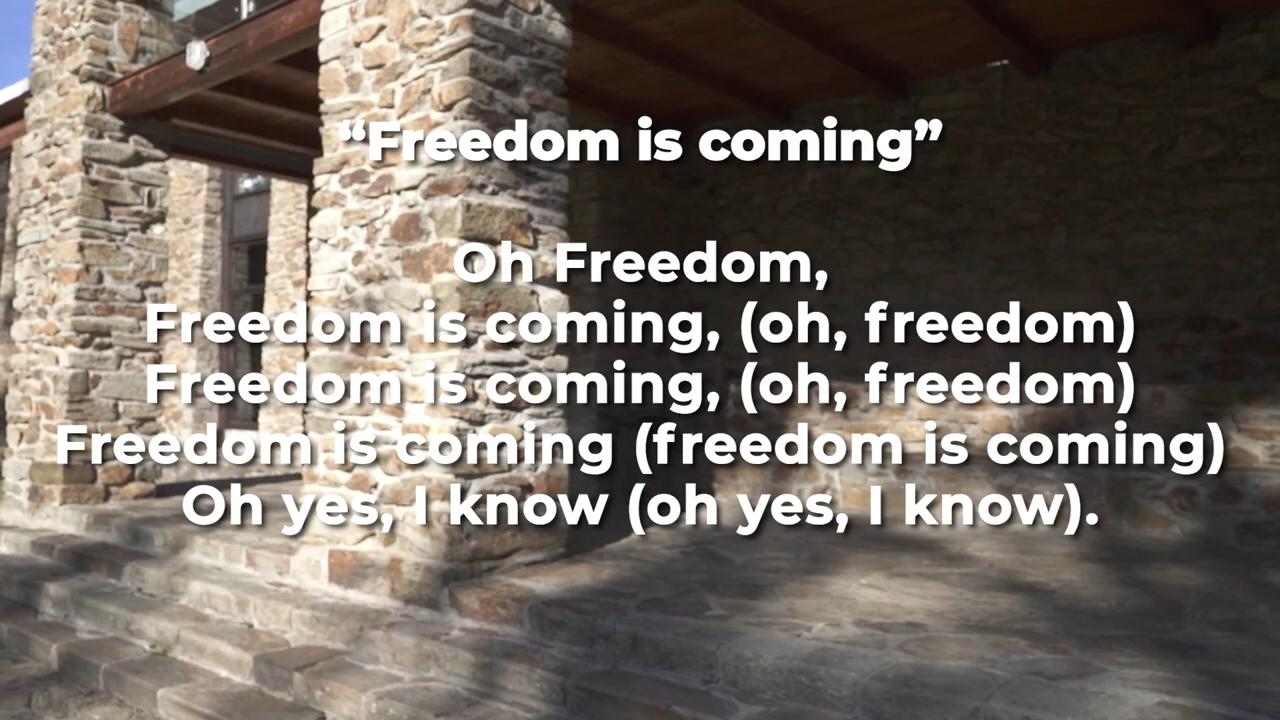 “Freedom is coming”
Oh Freedom,
Freedom is coming, (oh, freedom)
Freedom is coming, (oh, freedom)
Freedom is coming (freedom is coming)
Oh yes, I know (oh yes, I know).